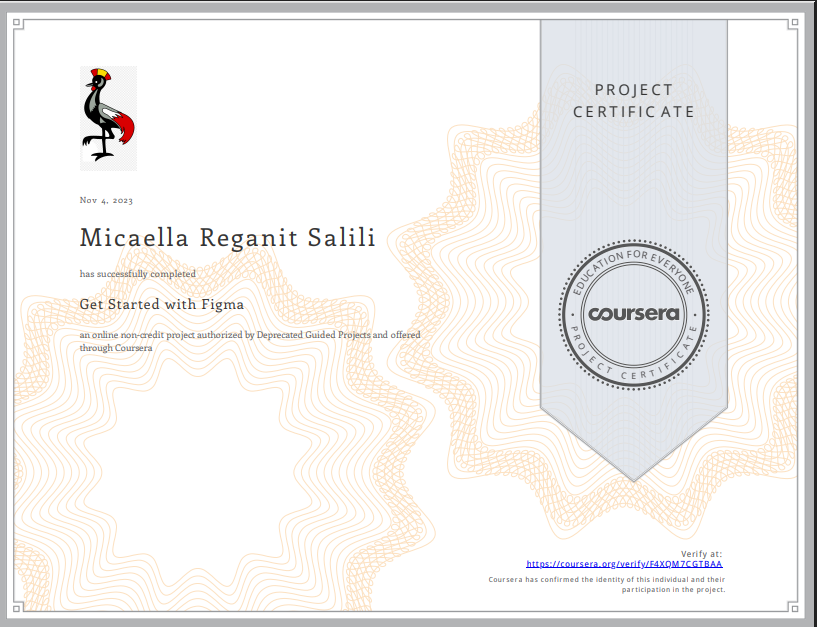 PROJECT
CERTIFICATE
Nov 4, 2023
Micaella Reganit Salili
has successfully completed
Get Started with Figma
an online non-credit project authorized by Deprecated Guided Projects and offered
through Coursera
EDUCATION FOR EVERYONE
coursera
PROJECT CERTIFICATE
Verify at:
https://coursera.org/verify/F4XQM7CGTBAA
Coursera has confirmed the identity of this individual and their
participation in the project.